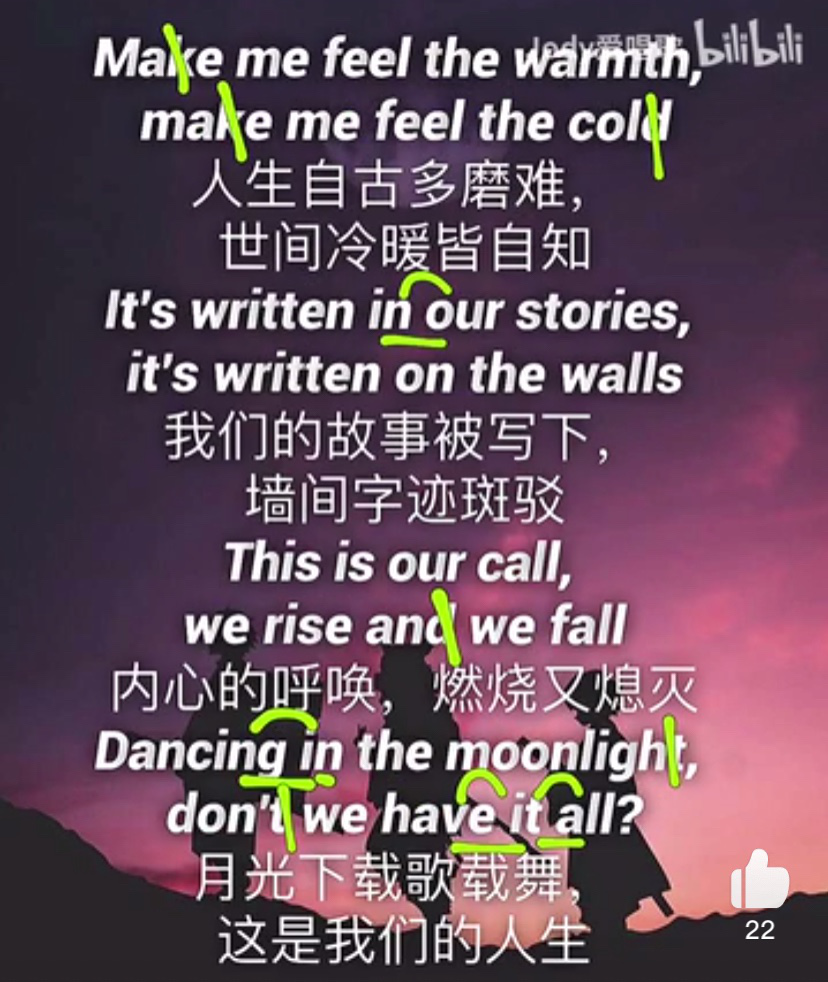 Jody爱唱歌 bilibili
Make me feel the warmth,
make me feel the cold
人生自古多磨难，
世间冷暖皆自知
It's written in our stories,
it's written on the walls
我们的故事被写下，
墙间字迹斑驳
This is our call,
we rise and we fall
内心的呼唤，燃烧又熄灭
Dancing in the moonlight,
don't we have it all?
月光下载歌载舞，
这是我们的人生
22